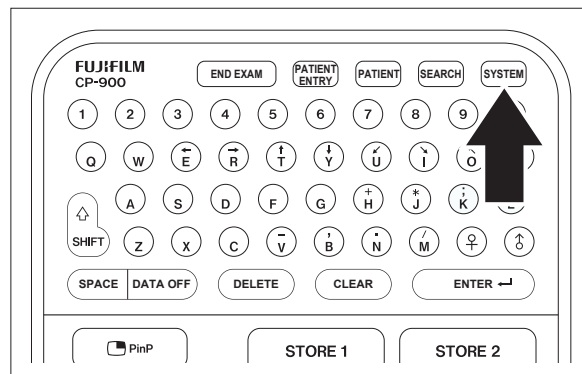 FUJIFILM
CP-900
END EXAM PATIENT ENTRY PATIENT SEARCH SYSTEM
1 2 3 4 5 6 7 8 9
Q W ← E → R ↑ T ↓ Y ↙ U ↘ I O
A S D F G + H * J ; K
⇧ SHIFT Z X C - V , B . N / M ♀ ♂
SPACE DATA OFF DELETE CLEAR ENTER ↵
PinP STORE 1 STORE 2